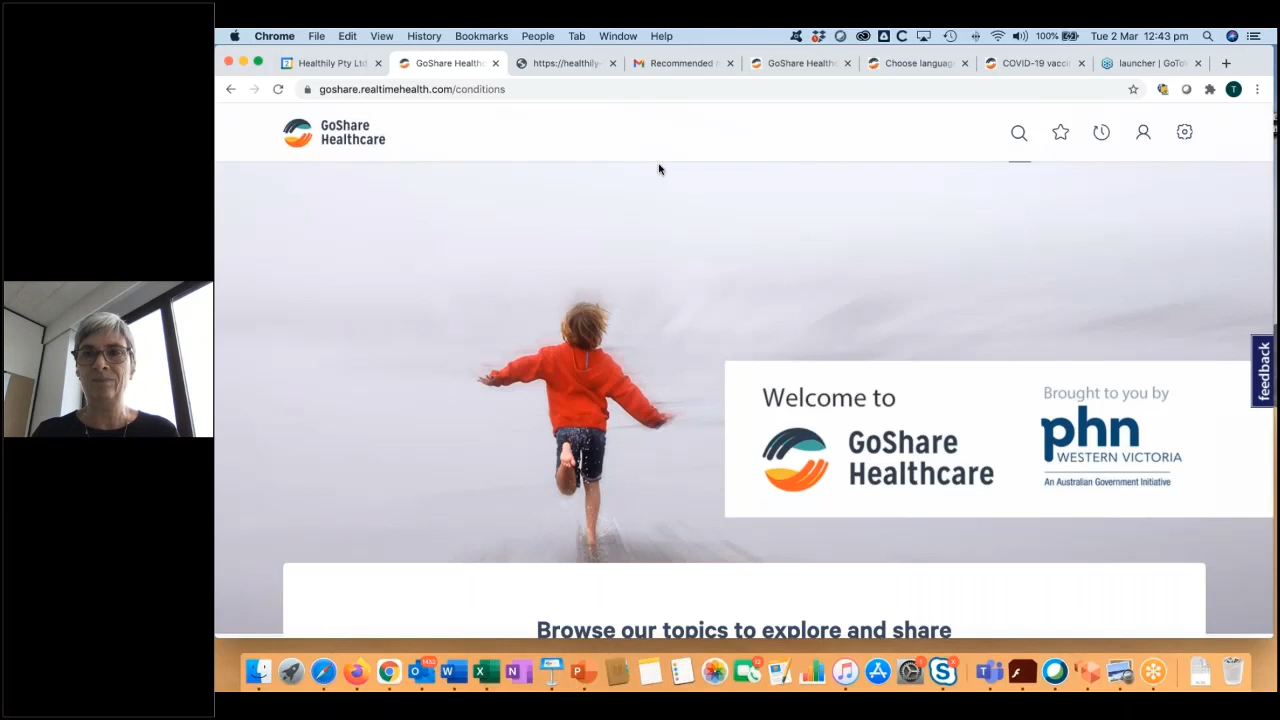 Chrome File Edit View History Bookmarks People Tab Window Help 100% Tue 2 Mar 12:43 pm
Healthily Pty Ltd GoShare Health https://healthily- Recommended GoShare Health Choose languag COVID-19 vacci launcher | GoTo
goshare.realtimehealth.com/conditions T
GoShare
Healthcare
feedback
Welcome to
GoShare
Healthcare
Brought to you by
phn
WESTERN VICTORIA
An Australian Government Initiative
Browse our topics to explore and share